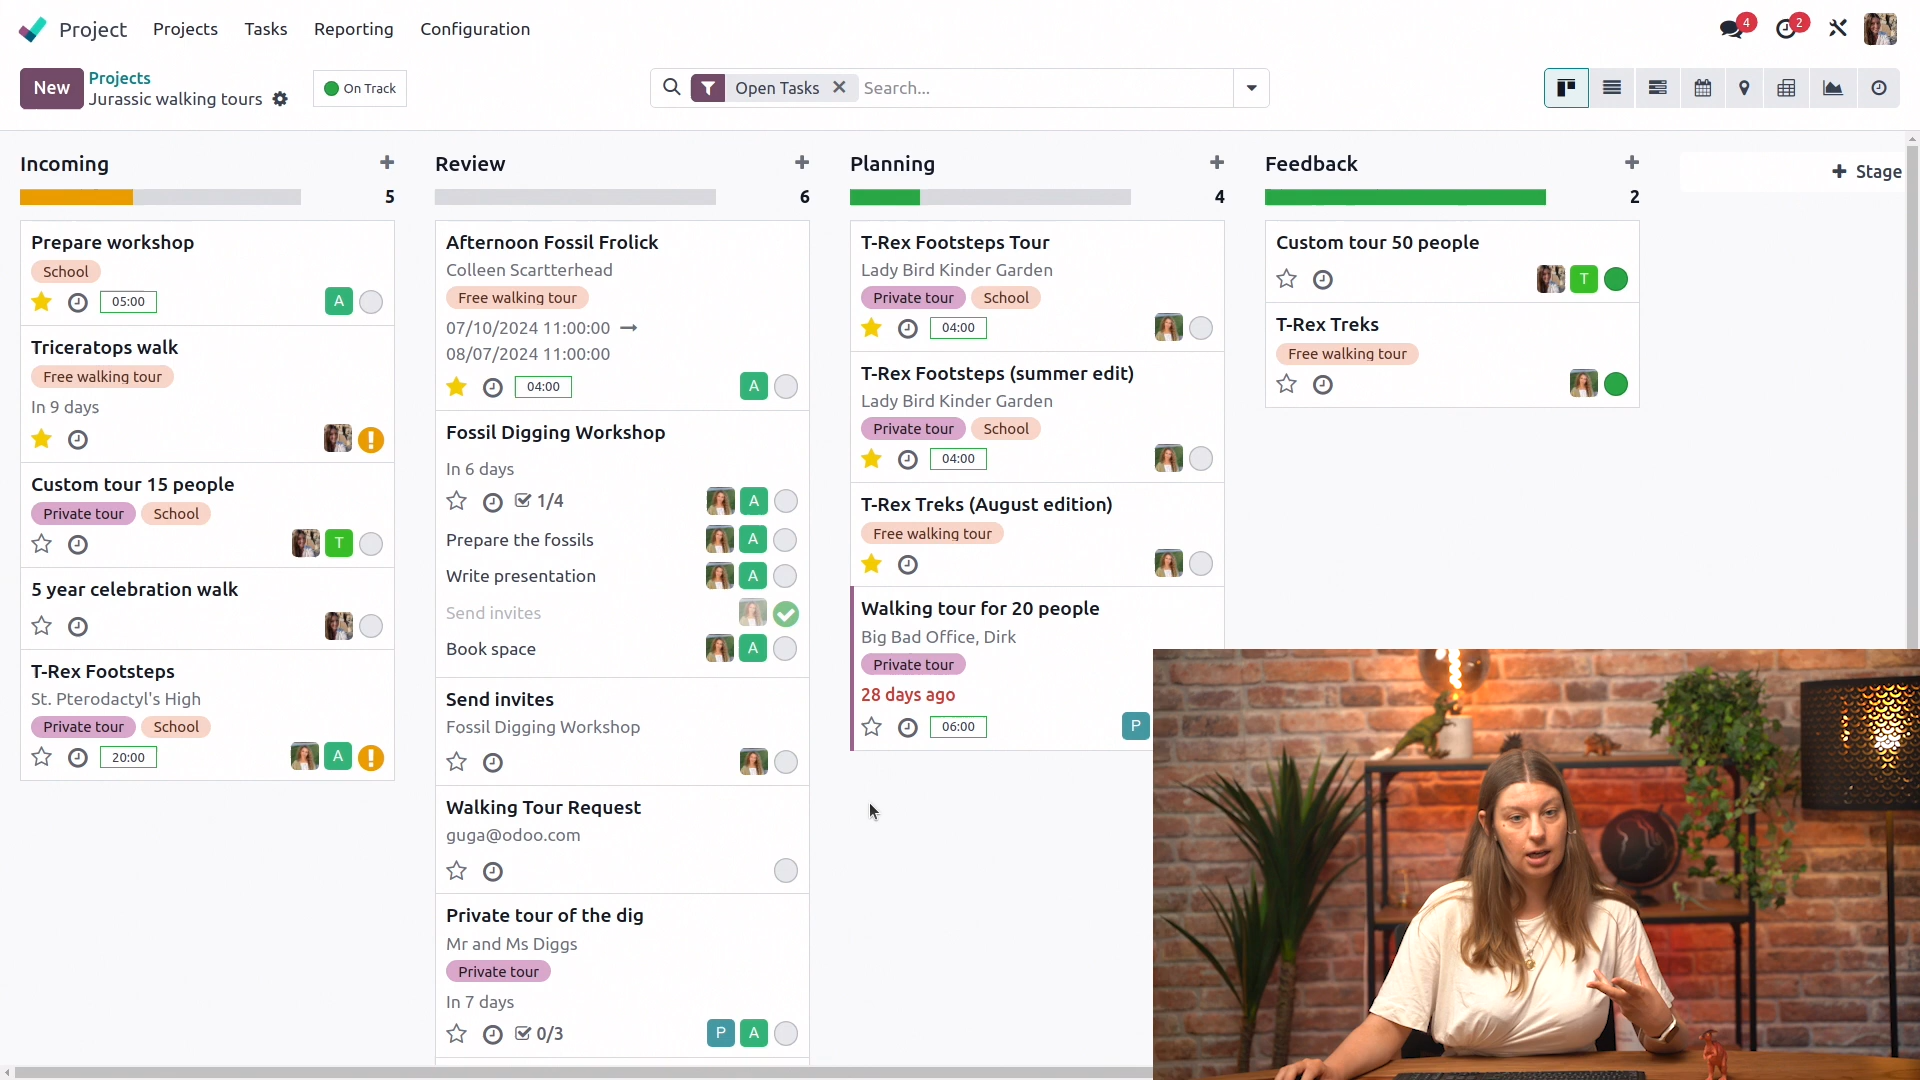 Project Projects Tasks Reporting Configuration 4 2
New Projects
Jurassic walking tours On Track Open Tasks Search...
Incoming
5
Prepare workshop
School
05:00 A
Triceratops walk
Free walking tour
In 9 days
Custom tour 15 people
Private tour School
T
5 year celebration walk
T-Rex Footsteps
St. Pterodactyl's High
Private tour School
20:00 A
Review
6
Afternoon Fossil Frolick
Colleen Scartterhead
Free walking tour
07/10/2024 11:00:00
08/07/2024 11:00:00
04:00 A
Fossil Digging Workshop
In 6 days
1/4 A
Prepare the fossils A
Write presentation A
Send invites
Book space A
Send invites
Fossil Digging Workshop
Walking Tour Request
guga@odoo.com
Private tour of the dig
Mr and Ms Diggs
Private tour
In 7 days
0/3 P A
Planning
4
T-Rex Footsteps Tour
Lady Bird Kinder Garden
Private tour School
04:00
T-Rex Footsteps (summer edit)
Lady Bird Kinder Garden
Private tour School
04:00
T-Rex Treks (August edition)
Free walking tour
Walking tour for 20 people
Big Bad Office, Dirk
Private tour
28 days ago
06:00 P
Feedback
2
Custom tour 50 people
T
T-Rex Treks
Free walking tour
Stage